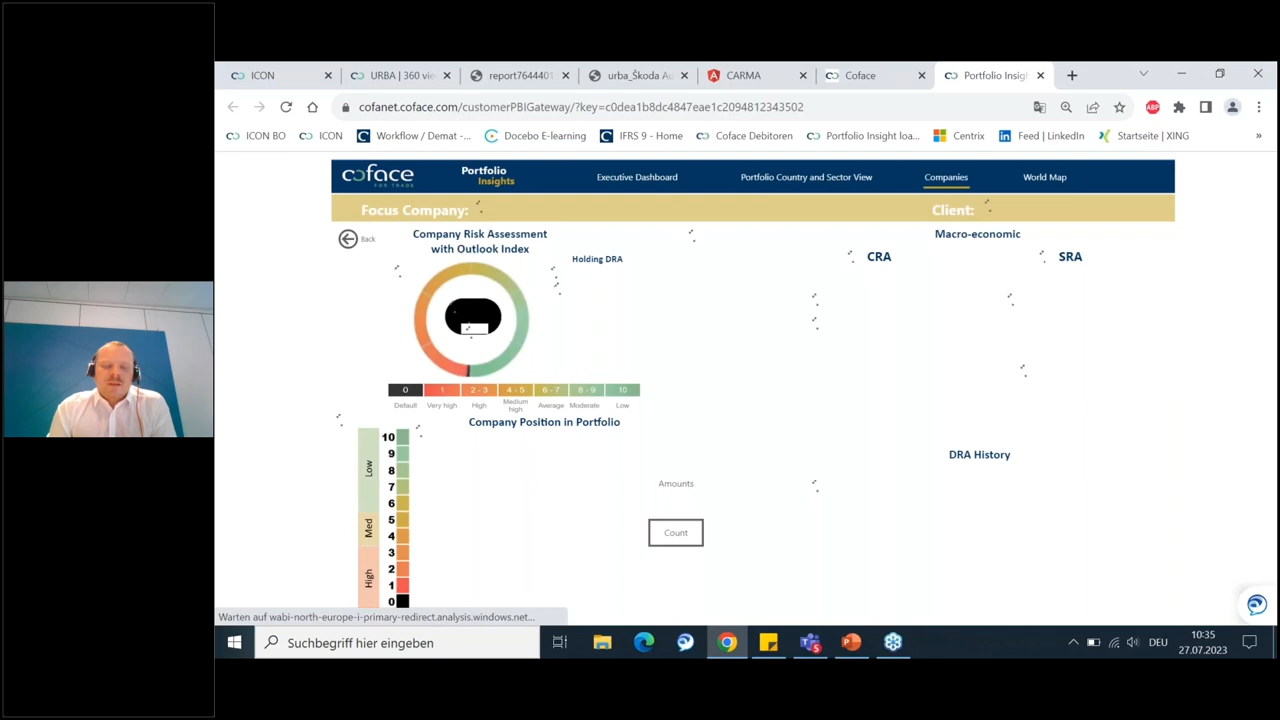 ICON
URBA | 360 vie
report7644401
urba_Škoda Au
CARMA
Coface
Portfolio Insigh
cofanet.coface.com/customerPBIGateway/?key=c0dea1b8dc4847eae1c2094812343502
ABP
ICON BO
ICON
Workflow / Demat -...
Docebo E-learning
IFRS 9 - Home
Coface Debitoren
Portfolio Insight loa...
Centrix
Feed | LinkedIn
Startseite | XING
»
coface
FOR TRADE
Portfolio
Insights
Executive Dashboard
Portfolio Country and Sector View
Companies
World Map
Focus Company:
Client:
Back
Company Risk Assessment
with Outlook Index
Holding DRA
CRA
Macro-economic
SRA
0 1 2 - 3 4 - 5 6 - 7 8 - 9 10
Default Very high High Medium high Average Moderate Low
Company Position in Portfolio
DRA History
Low
Med
High
10
9
8
7
6
5
4
3
2
1
0
Amounts
Count
Warten auf wabi-north-europe-i-primary-redirect.analysis.windows.net...
Suchbegriff hier eingeben
DEU
10:35
27.07.2023